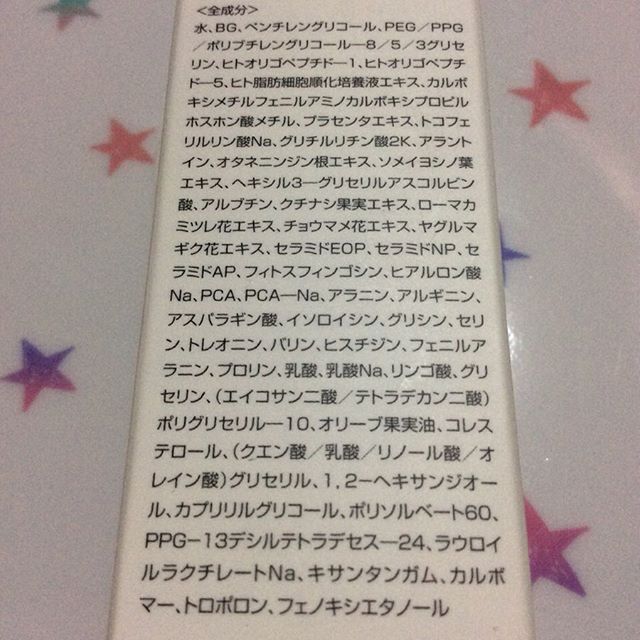 ＜全成分＞
水、BG、ペンチレングリコール、PEG／PPG
／ポリブチレングリコール―8／5／3グリセ
リン、ヒトオリゴペプチド―1、ヒトオリゴペプチ
ド―5、ヒト脂肪細胞順化培養液エキス、カルボ
キシメチルフェニルアミノカルボキシプロピル
ホスホン酸メチル、プラセンタエキス、トコフェ
リルリン酸Na、グリチルリチン酸2K、アラント
イン、オタネニンジン根エキス、ソメイヨシノ葉
エキス、ヘキシル3―グリセリルアスコルビン
酸、アルブチン、クチナシ果実エキス、ローマカ
ミツレ花エキス、チョウマメ花エキス、ヤグルマ
ギク花エキス、セラミドEOP、セラミドNP、セ
ラミドAP、フィトスフィンゴシン、ヒアルロン酸
Na、PCA、PCA―Na、アラニン、アルギニン、
アスパラギン酸、イソロイシン、グリシン、セリ
ン、トレオニン、バリン、ヒスチジン、フェニルア
ラニン、プロリン、乳酸、乳酸Na、リンゴ酸、グリ
セリン、（エイコサン二酸／テトラデカン二酸）
ポリグリセリル―10、オリーブ果実油、コレス
テロール、（クエン酸／乳酸／リノール酸／オ
レイン酸）グリセリル、1，2―ヘキサンジオー
ル、カプリリルグリコール、ポリソルベート60、
PPG―13デシルテトラデセス―24、ラウロイ
ルラクチレートNa、キサンタンガム、カルボ
マー、トロポロン、フェノキシエタノール